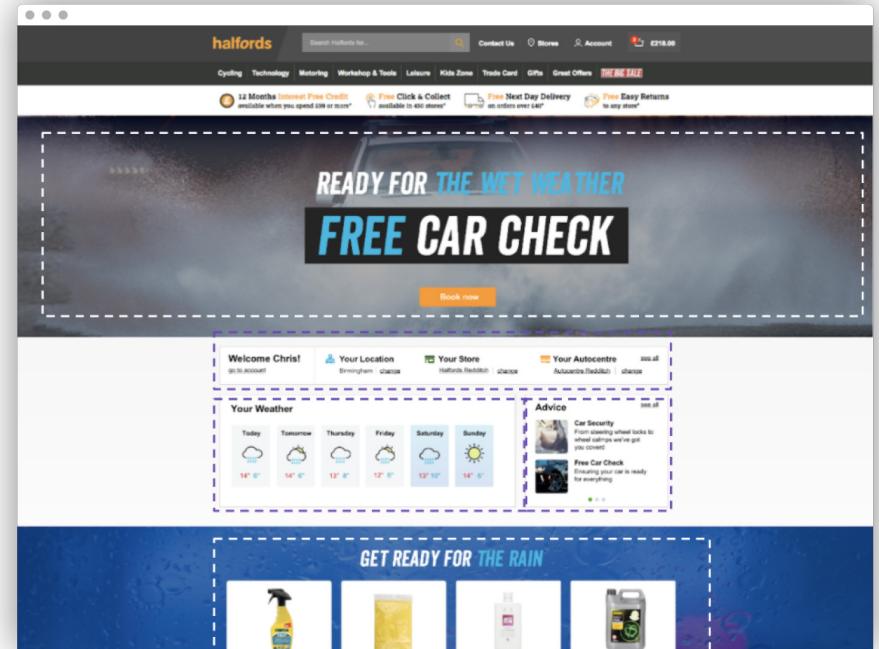 halfords
Search Halfords for...
Contact Us
Stores
Account
£218.00
Cycling Technology Motoring Workshop & Tools Leisure Kids Zone Trade Card Gifts Great Offers THE BIG SALE
12 Months Interest Free Credit
available when you spend £99 or more*
Free Click & Collect
available in 450 stores*
Free Next Day Delivery
on orders over £40*
Free Easy Returns
to any store*
READY FOR THE WET WEATHER
FREE CAR CHECK
Book now
Welcome Chris!
go to account
Your Location
Birmingham | change
Your Store
Halfords Redditch | change
Your Autocentre
see all
Autocentre Redditch | change
Your Weather
Today Tomorrow Thursday Friday Saturday Sunday
14° 6° 14° 6° 13° 8° 12° 8° 13° 10° 14° 6°
Advice
see all
Car Security
From steering wheel locks to
wheel calmps we've got
you coverd
Free Car Check
Ensuring your car is ready
for everything
GET READY FOR THE RAIN